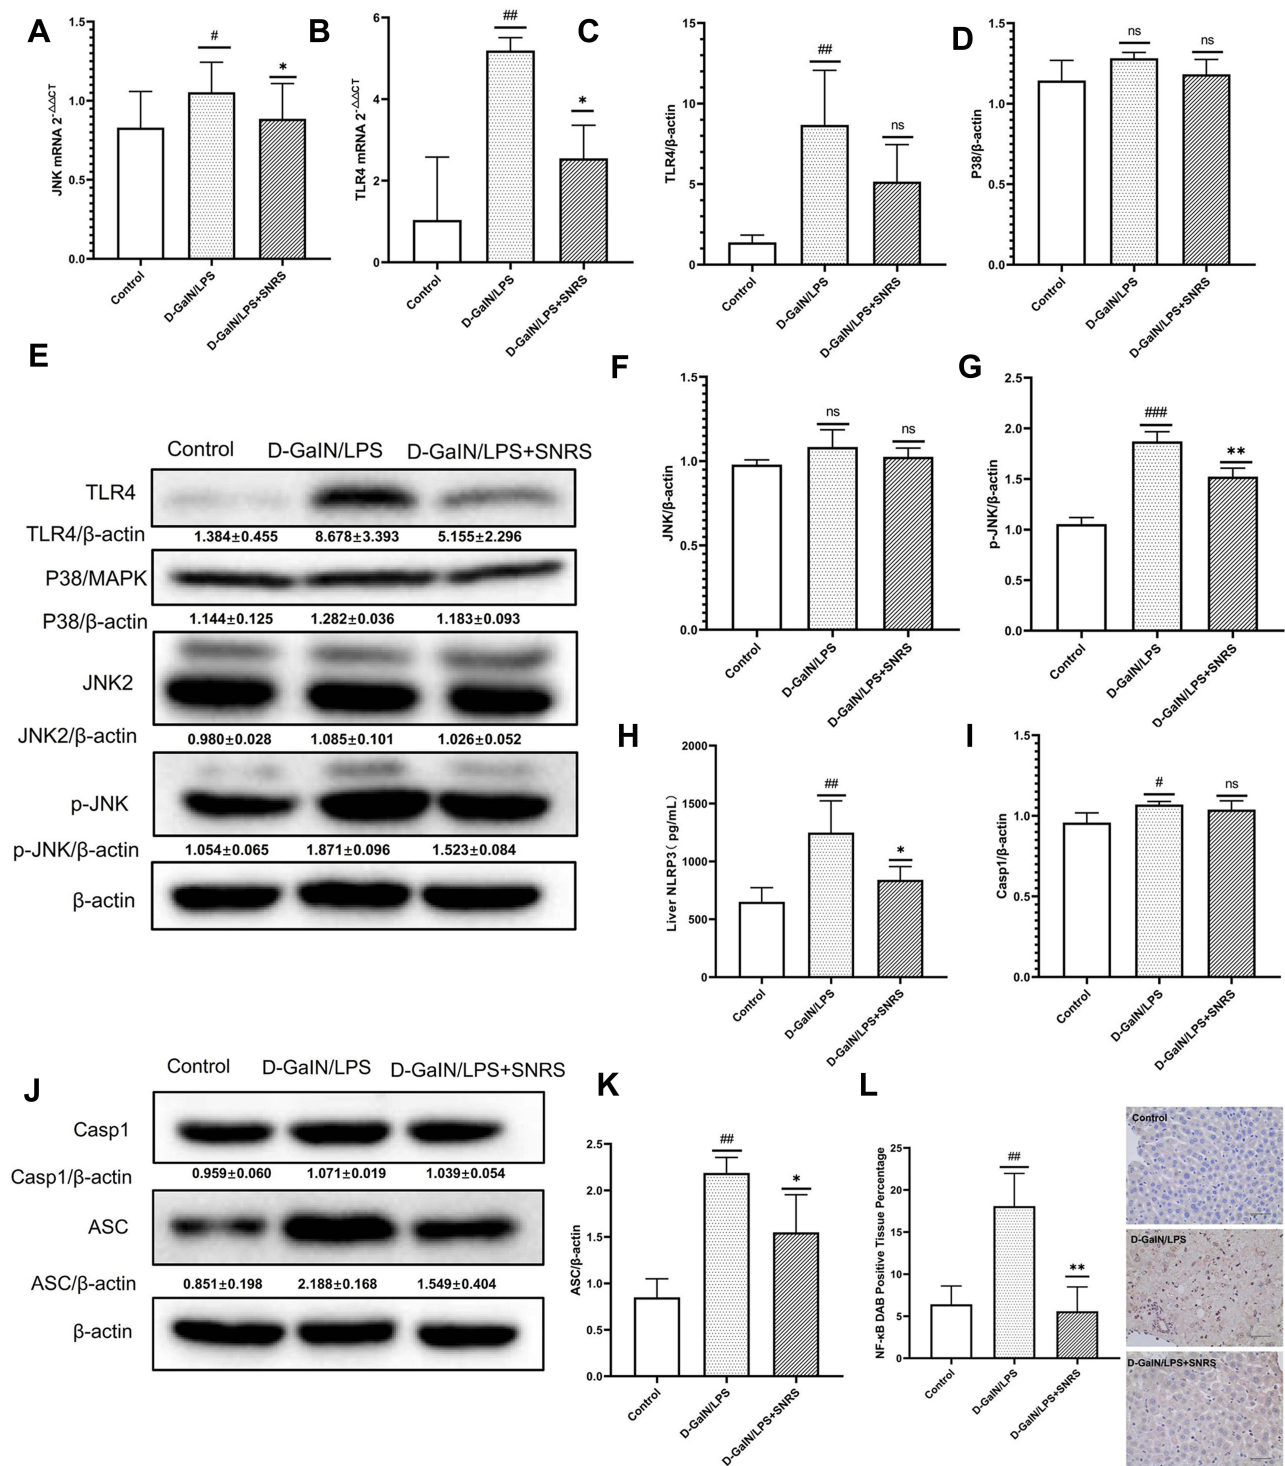 A
JNK mRNA 2-△△CT
1.5
1.0
0.5
0.0
#
*
Control
D-GalN/LPS
D-GalN/LPS+SNRS
B
TLR4 mRNA 2-△△CT
6
4
2
0
##
*
Control
D-GalN/LPS
D-GalN/LPS+SNRS
C
TLR4/β-actin
15
10
5
0
##
ns
Control
D-GalN/LPS
D-GalN/LPS+SNRS
D
P38/β-actin
1.5
1.0
0.5
0.0
ns
ns
Control
D-GalN/LPS
D-GalN/LPS+SNRS
E
Control D-GalN/LPS D-GalN/LPS+SNRS
TLR4
TLR4/β-actin 1.384±0.455 8.678±3.393 5.155±2.296
P38/MAPK
P38/β-actin 1.144±0.125 1.282±0.036 1.183±0.093
JNK2
JNK2/β-actin 0.980±0.028 1.085±0.101 1.026±0.052
p-JNK
p-JNK/β-actin 1.054±0.065 1.871±0.096 1.523±0.084
β-actin
F
JNK/β-actin
1.5
1.0
0.5
0.0
ns
ns
Control
D-GalN/LPS
D-GalN/LPS+SNRS
G
p-JNK/β-actin
2.5
2.0
1.5
1.0
0.5
0.0
###
**
Control
D-GalN/LPS
D-GalN/LPS+SNRS
H
Liver NLRP3( pg/mL)
2000
1500
1000
500
0
##
*
Control
D-GalN/LPS
D-GalN/LPS+SNRS
I
Casp1/β-actin
1.5
1.0
0.5
0.0
#
ns
Control
D-GalN/LPS
D-GalN/LPS+SNRS
J
Control D-GalN/LPS D-GalN/LPS+SNRS
Casp1
Casp1/β-actin 0.959±0.060 1.071±0.019 1.039±0.054
ASC
ASC/β-actin 0.851±0.198 2.188±0.168 1.549±0.404
β-actin
K
ASC/β-actin
2.5
2.0
1.5
1.0
0.5
0.0
##
*
Control
D-GalN/LPS
D-GalN/LPS+SNRS
L
NF-κB DAB Positive Tissue Percentage
25
20
15
10
5
0
##
**
Control
D-GalN/LPS
D-GalN/LPS+SNRS
Control
D-GalN/LPS
D-GalN/LPS+SNRS